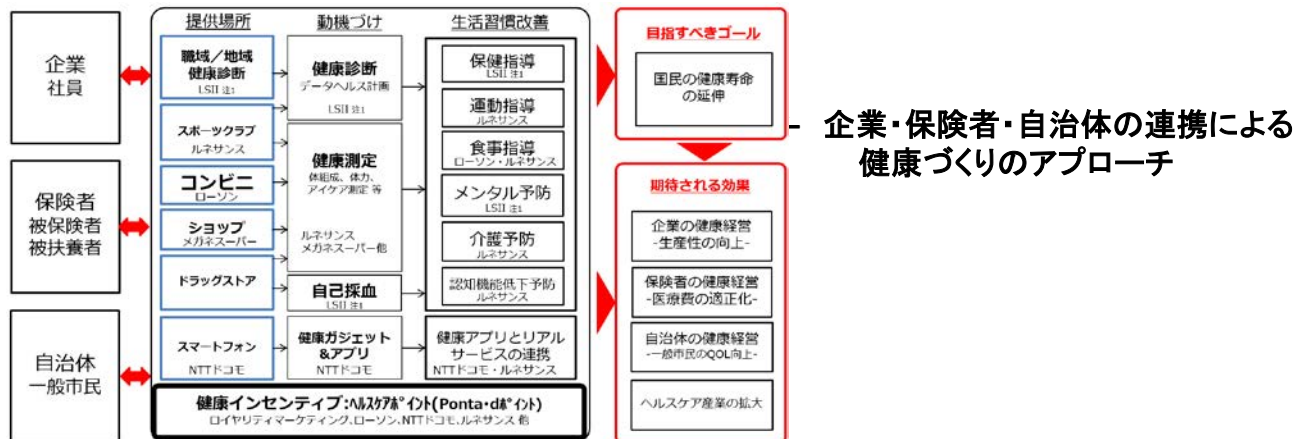 企業
社員
保険者
被保険者
被扶養者
自治体
一般市民
提供場所
職域／地域
健康診断
LSII 注1
スポーツクラブ
ルネサンス
コンビニ
ローソン
ショップ
メガネスーパー
ドラッグストア
スマートフォン
NTTドコモ
動機づけ
健康診断
データヘルス計画
LSII 注1
健康測定
体組成、体力、
アイケア測定 等
ルネサンス
メガネスーパー他
自己採血
LSII 注1
健康ガジェット
&アプリ
NTTドコモ
生活習慣改善
保健指導
LSII 注1
運動指導
ルネサンス
食事指導
ローソン・ルネサンス
メンタル予防
LSII 注1
介護予防
ルネサンス
認知機能低下予防
ルネサンス
健康アプリとリアル
サービスの連携
NTTドコモ・ルネサンス
健康インセンティブ:ﾍﾙｽｹｱﾎﾟｲﾝﾄ(Ponta・dﾎﾟｲﾝﾄ)
ロイヤリティマーケティング、ローソン、NTTドコモ、ルネサンス 他
目指すべきゴール
国民の健康寿命
の延伸
期待される効果
企業の健康経営
-生産性の向上-
保険者の健康経営
-医療費の適正化-
自治体の健康経営
-一般市民のQOL向上-
ヘルスケア産業の拡大
- 企業・保険者・自治体の連携による
健康づくりのアプローチ